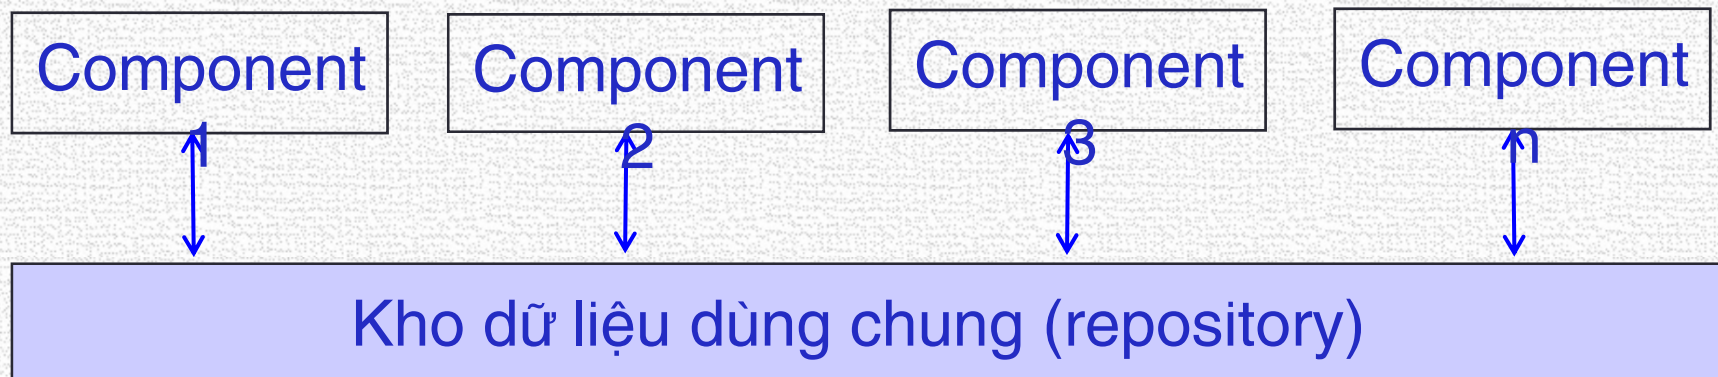 Component
1
Component
2
Component
3
Component
n
Kho dữ liệu dùng chung (repository)